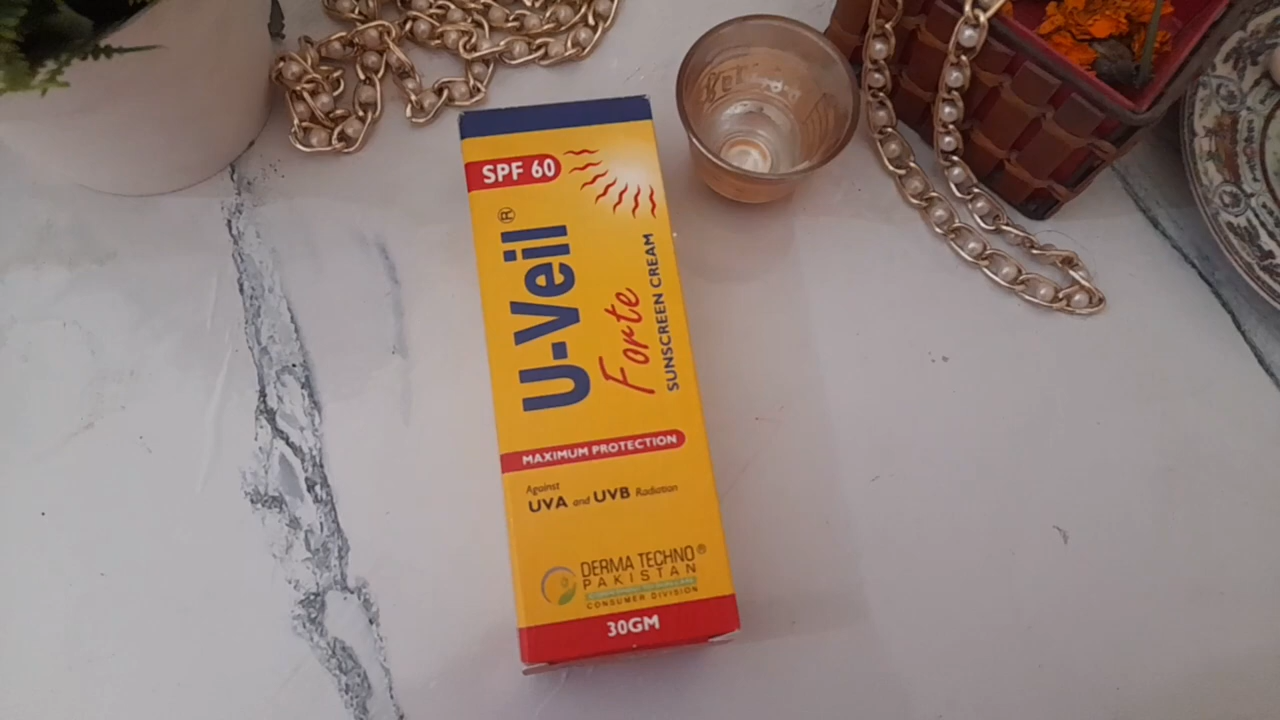 SPF 60
U-Veil®
Forte
SUNSCREEN CREAM
MAXIMUM PROTECTION
Against
UVA and UVB Radiation
DERMA TECHNO®
PAKISTAN
CONSUMER DIVISION
30GM